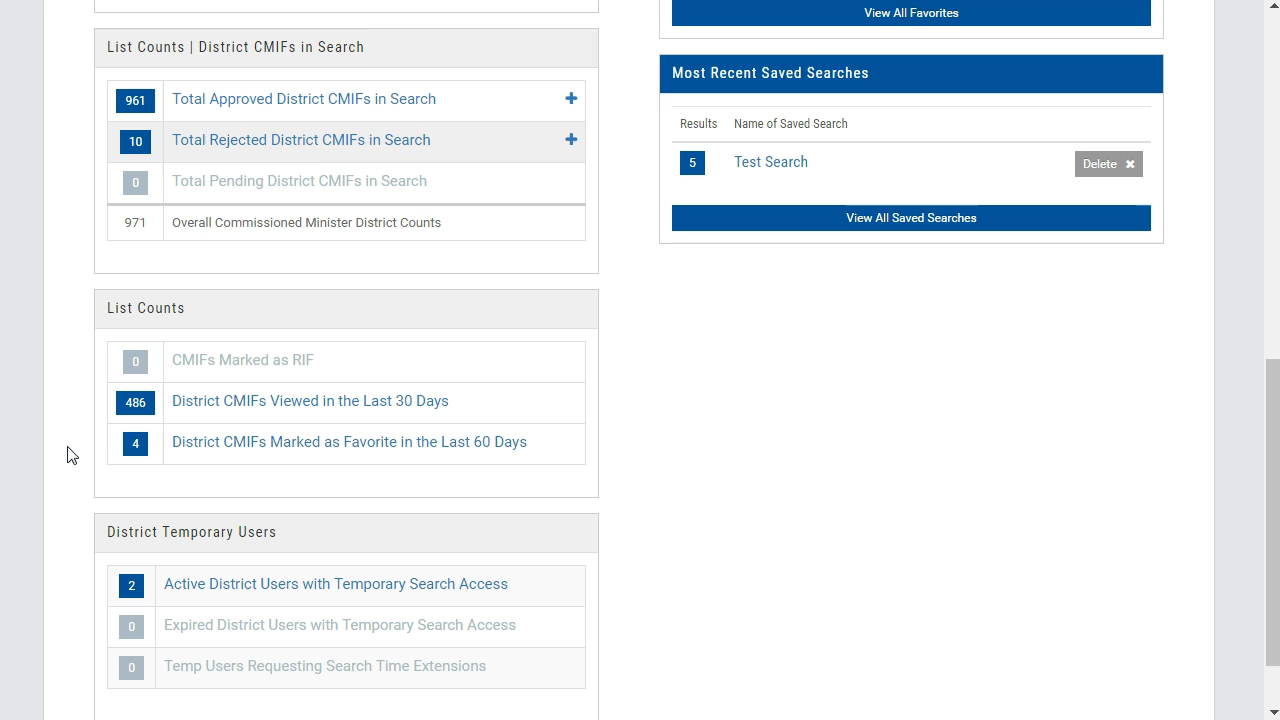 List Counts | District CMIFs in Search
961 Total Approved District CMIFs in Search
10 Total Rejected District CMIFs in Search
0 Total Pending District CMIFs in Search
971 Overall Commissioned Minister District Counts
List Counts
0 CMIFs Marked as RIF
486 District CMIFs Viewed in the Last 30 Days
4 District CMIFs Marked as Favorite in the Last 60 Days
District Temporary Users
2 Active District Users with Temporary Search Access
0 Expired District Users with Temporary Search Access
0 Temp Users Requesting Search Time Extensions
View All Favorites
Most Recent Saved Searches
Results Name of Saved Search
5 Test Search Delete
View All Saved Searches